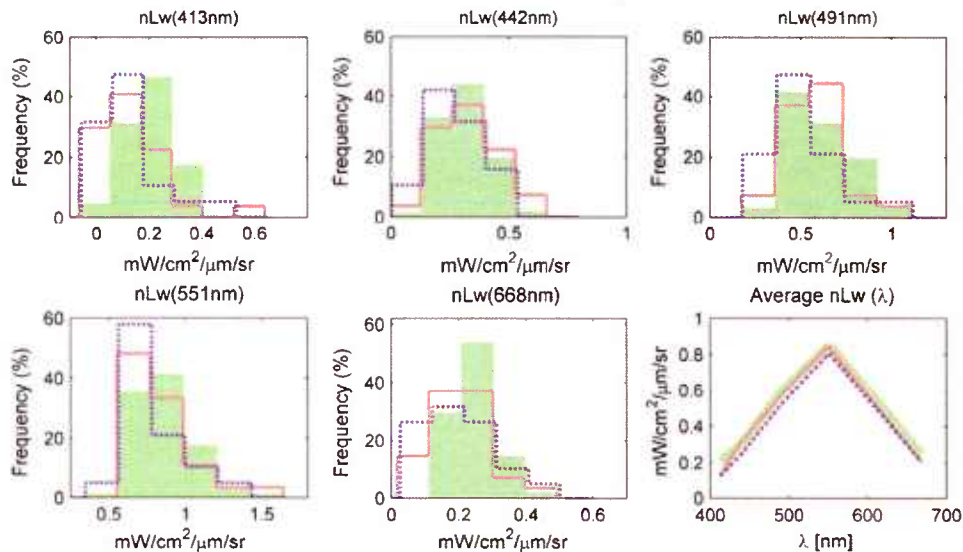 nLw(413nm)
60
40
20
0
Frequency (%)
0 0.2 0.4 0.6
mW/cm²/μm/sr
nLw(442nm)
60
40
20
0
Frequency (%)
0 0.5 1
mW/cm²/μm/sr
nLw(491nm)
60
40
20
0
Frequency (%)
0 0.5 1
mW/cm²/μm/sr
nLw(551nm)
60
40
20
0
Frequency (%)
0.5 1 1.5
mW/cm²/μm/sr
nLw(668nm)
60
40
20
0
Frequency (%)
0 0.2 0.4 0.6
mW/cm²/μm/sr
Average nLw (λ)
1
0.8
0.6
0.4
0.2
0
mW/cm²/μm/sr
400 500 600 700
λ [nm]